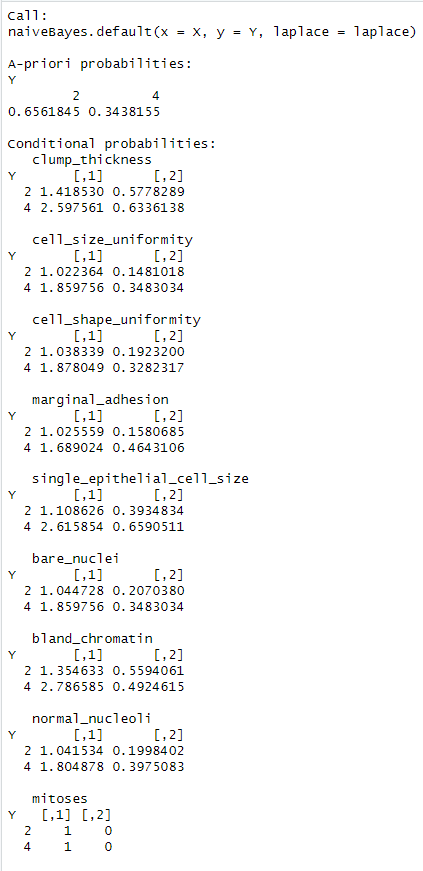 Call:
naiveBayes.default(x = X, y = Y, laplace = laplace)
A-priori probabilities:
Y
2 4
0.6561845 0.3438155
Conditional probabilities:
clump_thickness
Y [,1] [,2]
2 1.418530 0.5778289
4 2.597561 0.6336138
cell_size_uniformity
Y [,1] [,2]
2 1.022364 0.1481018
4 1.859756 0.3483034
cell_shape_uniformity
Y [,1] [,2]
2 1.038339 0.1923200
4 1.878049 0.3282317
marginal_adhesion
Y [,1] [,2]
2 1.025559 0.1580685
4 1.689024 0.4643106
single_epithelial_cell_size
Y [,1] [,2]
2 1.108626 0.3934834
4 2.615854 0.6590511
bare_nuclei
Y [,1] [,2]
2 1.044728 0.2070380
4 1.859756 0.3483034
bland_chromatin
Y [,1] [,2]
2 1.354633 0.5594061
4 2.786585 0.4924615
normal_nucleoli
Y [,1] [,2]
2 1.041534 0.1998402
4 1.804878 0.3975083
mitoses
Y [,1] [,2]
2 1 0
4 1 0